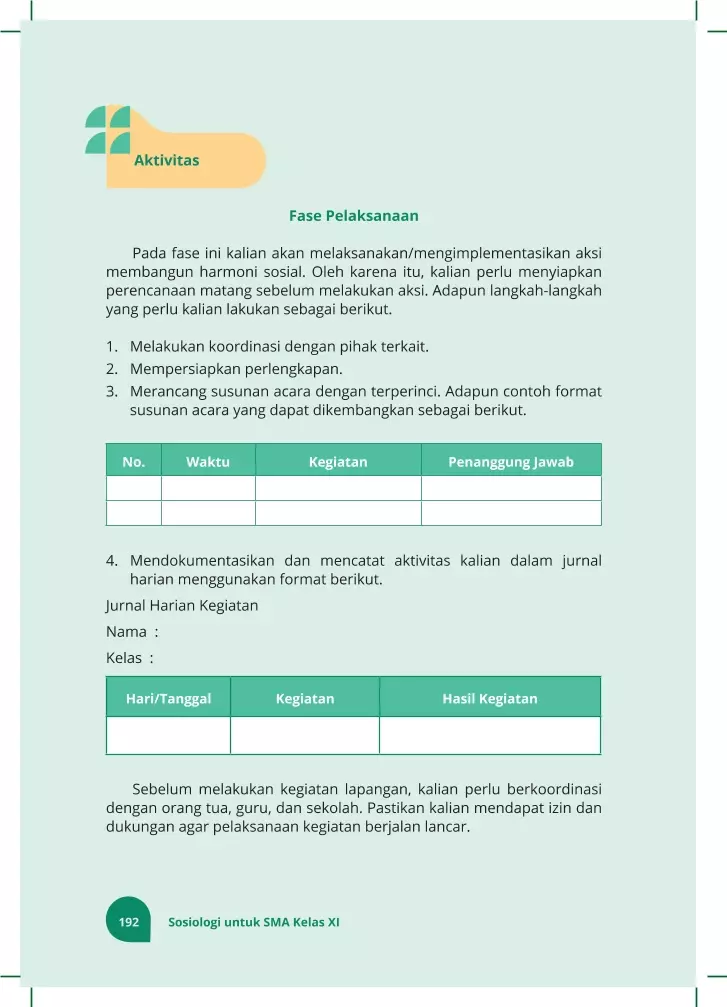 Aktivitas
Fase Pelaksanaan
Pada fase ini kalian akan melaksanakan/mengimplementasikan aksi
membangun harmoni sosial. Oleh karena itu, kalian perlu menyiapkan
perencanaan matang sebelum melakukan aksi. Adapun langkah-langkah
yang perlu kalian lakukan sebagai berikut.
1. Melakukan koordinasi dengan pihak terkait.
2. Mempersiapkan perlengkapan.
3. Merancang susunan acara dengan terperinci. Adapun contoh format
susunan acara yang dapat dikembangkan sebagai berikut.
No. Waktu Kegiatan Penanggung Jawab
4. Mendokumentasikan dan mencatat aktivitas kalian dalam jurnal
harian menggunakan format berikut.
Jurnal Harian Kegiatan
Nama :
Kelas :
Hari/Tanggal Kegiatan Hasil Kegiatan
Sebelum melakukan kegiatan lapangan, kalian perlu berkoordinasi
dengan orang tua, guru, dan sekolah. Pastikan kalian mendapat izin dan
dukungan agar pelaksanaan kegiatan berjalan lancar.
192 Sosiologi untuk SMA Kelas XI